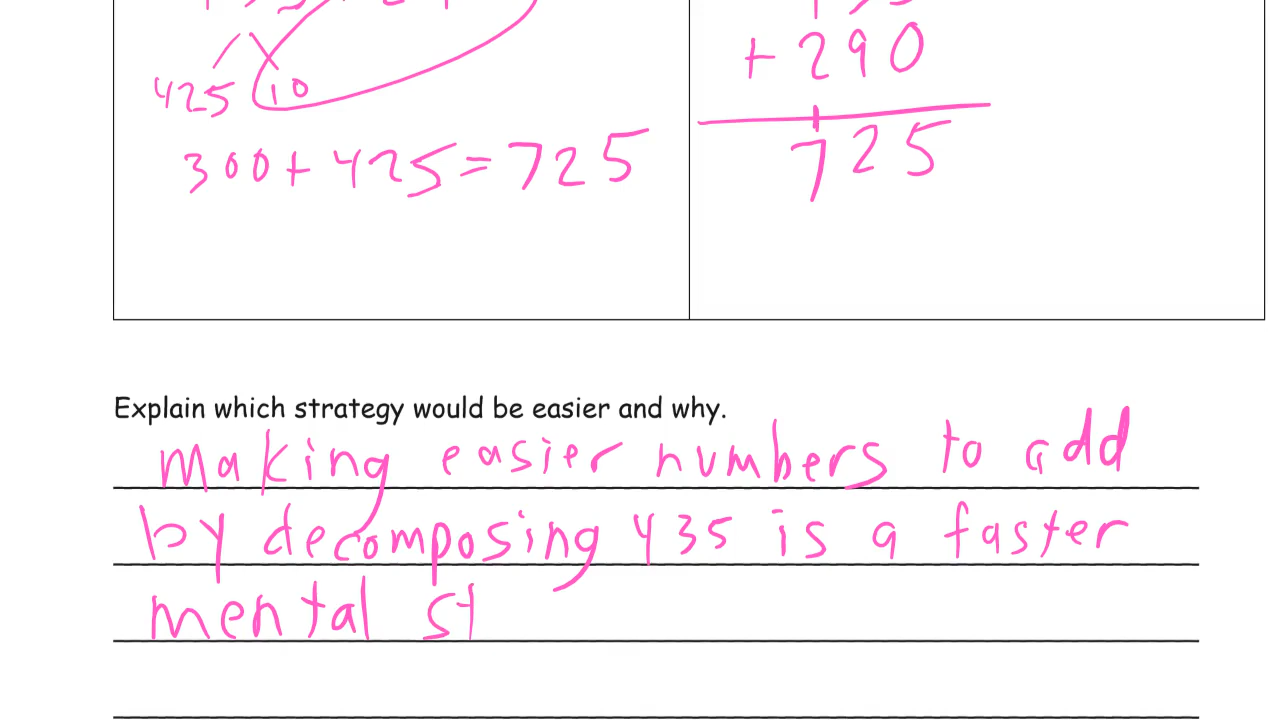 + 290
425 10
300 + 425 = 725
725
Explain which strategy would be easier and why.
making easier numbers to add
by decomposing 435 is a faster
mental st